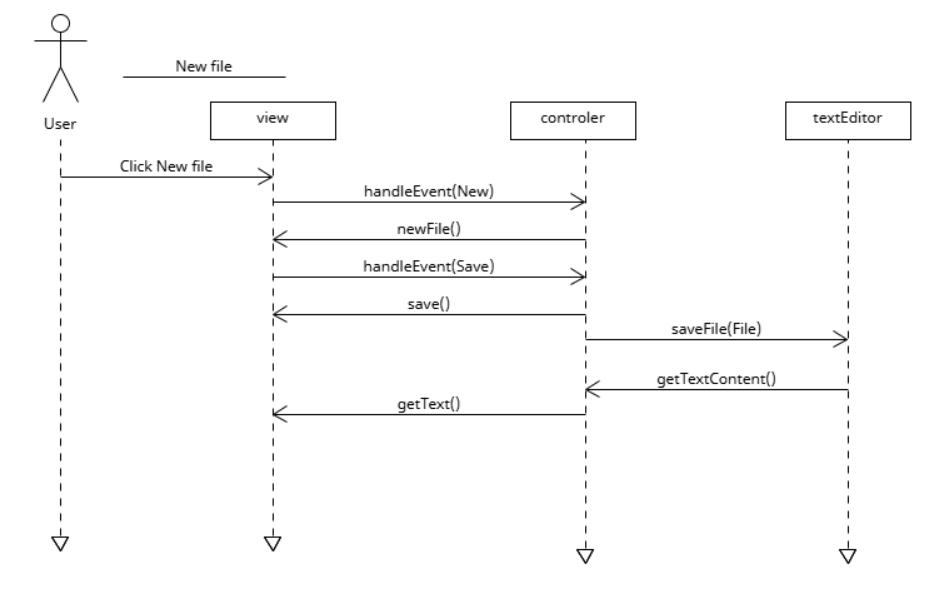 New file
User
view
controler
textEditor
Click New file
handleEvent(New)
newFile()
handleEvent(Save)
save()
saveFile(File)
getTextContent()
getText()